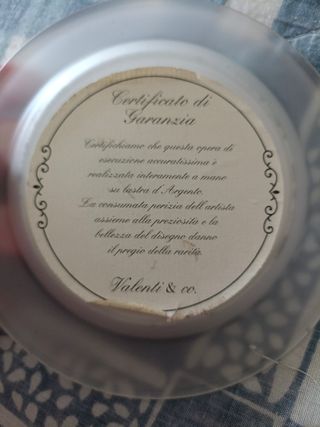 Certificato di
Garanzia
Certifichiamo che questa opera di
esecuzione accuratissima è
realizzata interamente a mano
su lastra d'Argento.
La consumata perizia dell'artista
assieme alla preziosità e la
bellezza del disegno danno
il pregio della rarità.
Valenti & co.